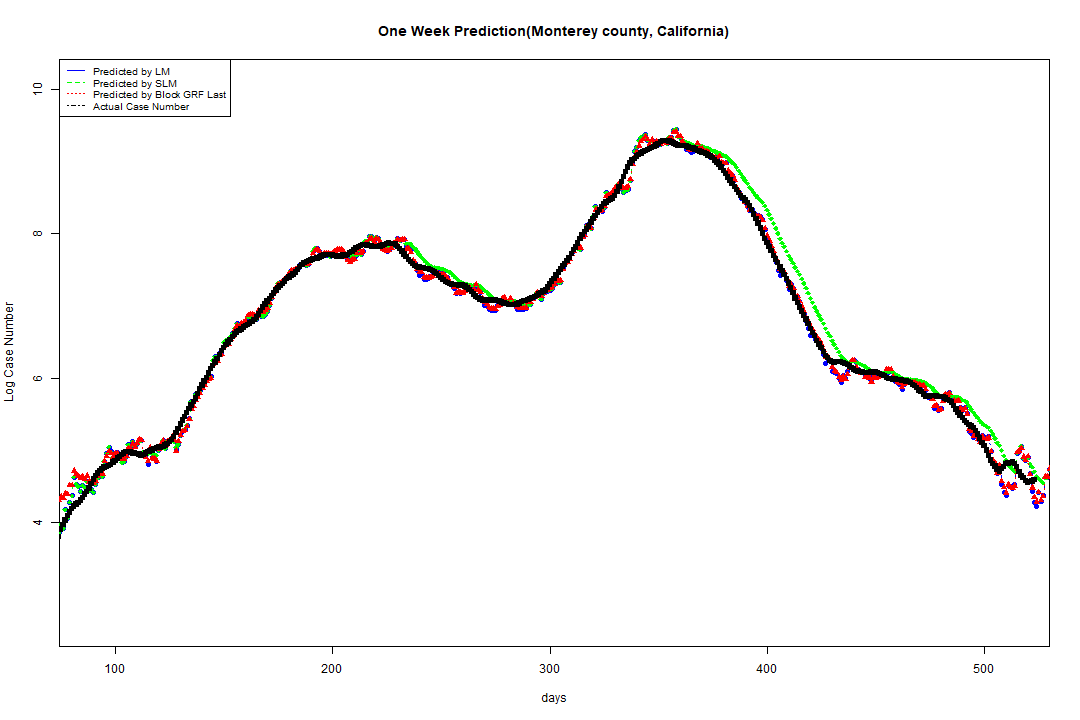 One Week Prediction(Monterey county, California)
Predicted by LM
Predicted by SLM
Predicted by Block GRF Last
Actual Case Number
10
8
6
4
Log Case Number
100 200 300 400 500
days